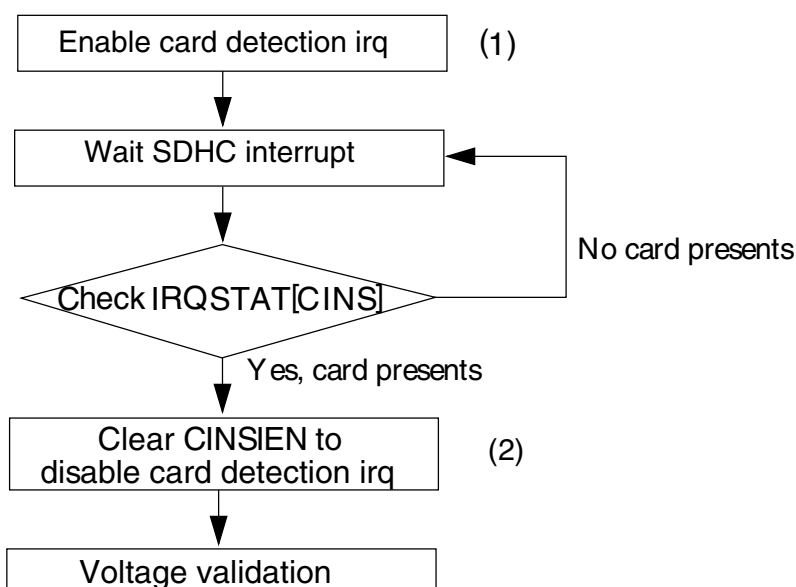 Enable card detection irq
(1)
Wait SDHC interrupt
No card presents
Check IRQSTAT[CINS]
Yes, card presents
Clear CINSIEN to
disable card detection irq
(2)
Voltage validation